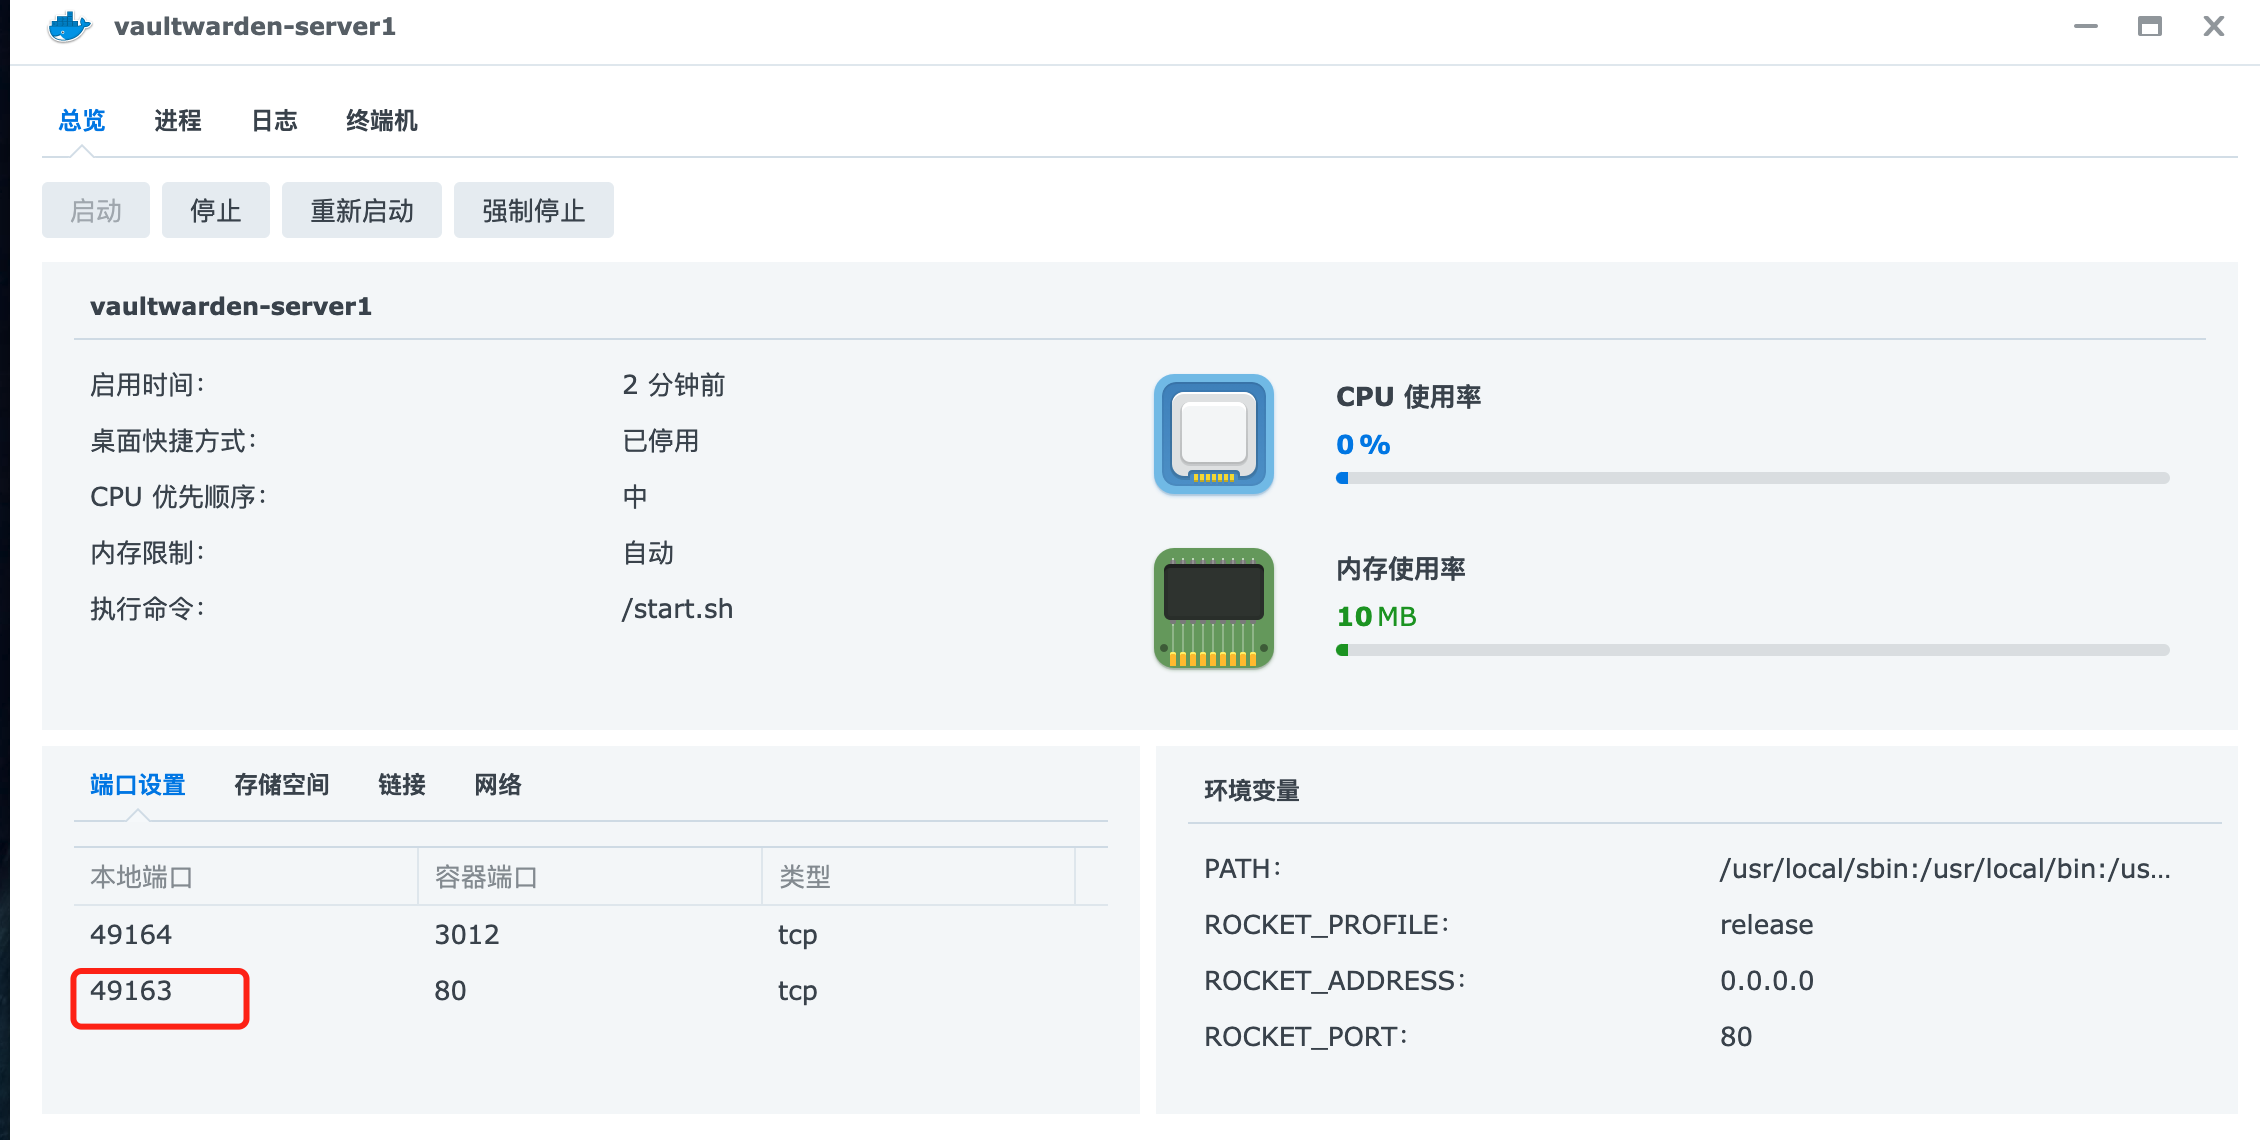 vaultwarden-server1
总览 进程 日志 终端机
启动 停止 重新启动 强制停止
vaultwarden-server1
启用时间: 2 分钟前
桌面快捷方式: 已停用
CPU 优先顺序: 中
内存限制: 自动
执行命令: /start.sh
CPU 使用率
0 %
内存使用率
10 MB
端口设置 存储空间 链接 网络
本地端口 容器端口 类型
49164 3012 tcp
49163 80 tcp
环境变量
PATH: /usr/local/sbin:/usr/local/bin:/us...
ROCKET_PROFILE: release
ROCKET_ADDRESS: 0.0.0.0
ROCKET_PORT: 80